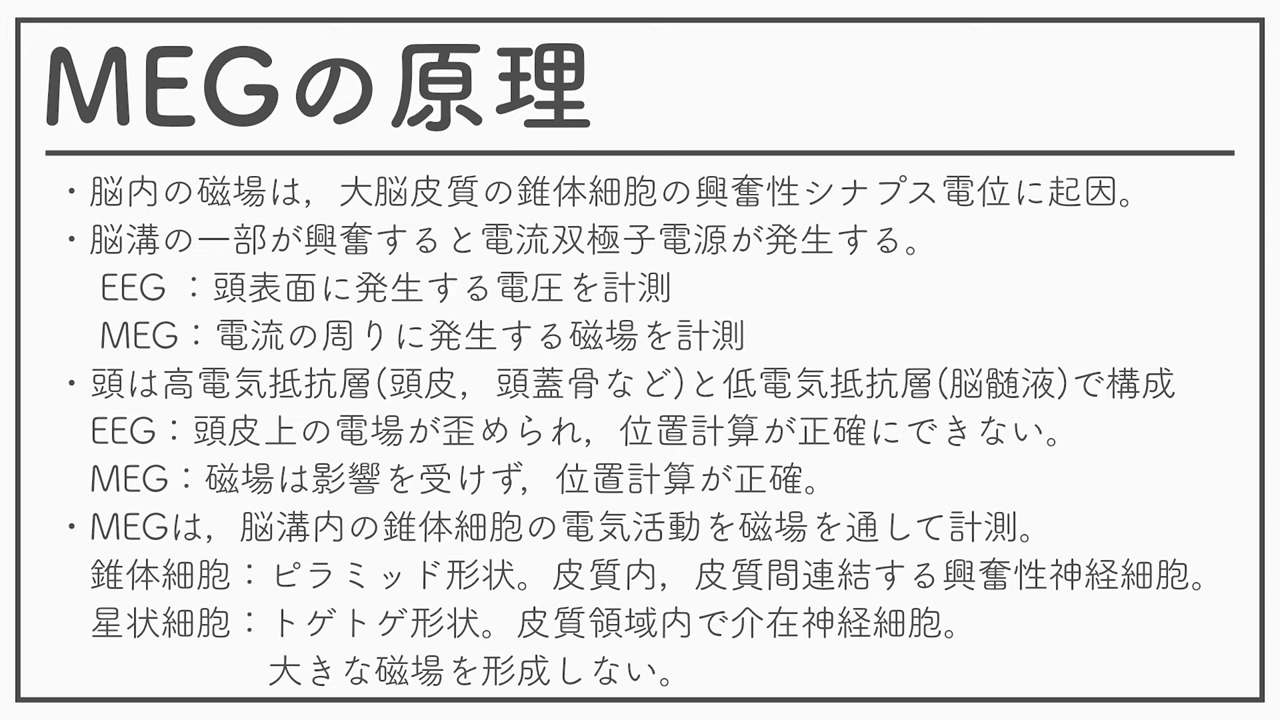 MEGの原理
・脳内の磁場は，大脳皮質の錐体細胞の興奮性シナプス電位に起因。
・脳溝の一部が興奮すると電流双極子電源が発生する。
EEG ：頭表面に発生する電圧を計測
MEG：電流の周りに発生する磁場を計測
・頭は高電気抵抗層(頭皮，頭蓋骨など)と低電気抵抗層(脳髄液)で構成
EEG：頭皮上の電場が歪められ，位置計算が正確にできない。
MEG：磁場は影響を受けず，位置計算が正確。
・MEGは，脳溝内の錐体細胞の電気活動を磁場を通して計測。
錐体細胞：ピラミッド形状。皮質内，皮質間連結する興奮性神経細胞。
星状細胞：トゲトゲ形状。皮質領域内で介在神経細胞。
大きな磁場を形成しない。